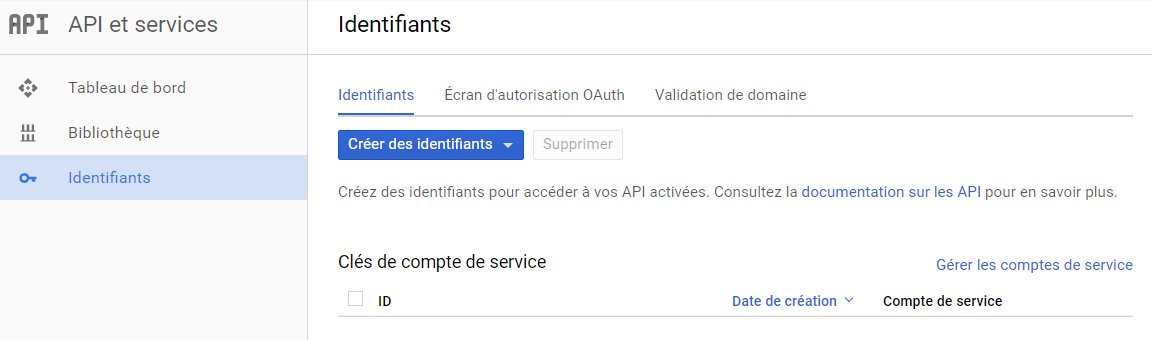 API API et services
Identifiants
Tableau de bord
Bibliothèque
Identifiants
Identifiants Écran d'autorisation OAuth Validation de domaine
Créer des identifiants Supprimer
Créez des identifiants pour accéder à vos API activées. Consultez la documentation sur les API pour en savoir plus.
Clés de compte de service Gérer les comptes de service
ID Date de création Compte de service